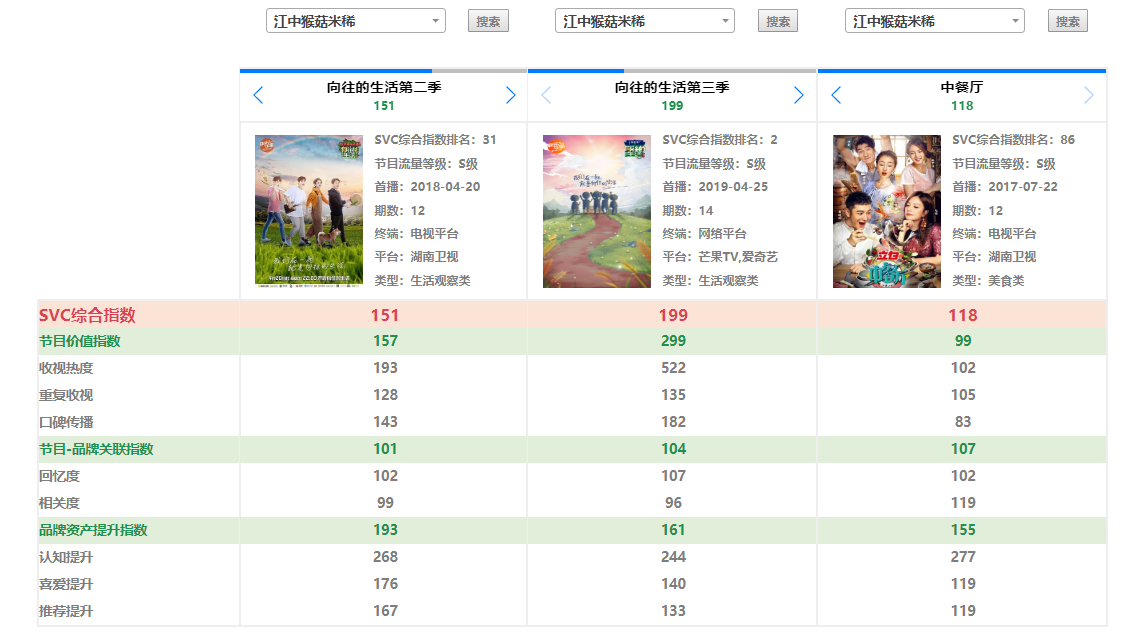 江中猴菇米稀 搜索 江中猴菇米稀 搜索 江中猴菇米稀 搜索
向往的生活第二季 向往的生活第三季 中餐厅
151 199 118
SVC综合指数排名：31 SVC综合指数排名：2 SVC综合指数排名：86
节目流量等级：S级 节目流量等级：S级 节目流量等级：S级
首播：2018-04-20 首播：2019-04-25 首播：2017-07-22
期数：12 期数：14 期数：12
终端：电视平台 终端：网络平台 终端：电视平台
平台：湖南卫视 平台：芒果TV,爱奇艺 平台：湖南卫视
类型：生活观察类 类型：生活观察类 类型：美食类
中餐厅
SVC综合指数 151 199 118
节目价值指数 157 299 99
收视热度 193 522 102
重复收视 128 135 105
口碑传播 143 182 83
节目-品牌关联指数 101 104 107
回忆度 102 107 102
相关度 99 96 119
品牌资产提升指数 193 161 155
认知提升 268 244 277
喜爱提升 176 140 119
推荐提升 167 133 119